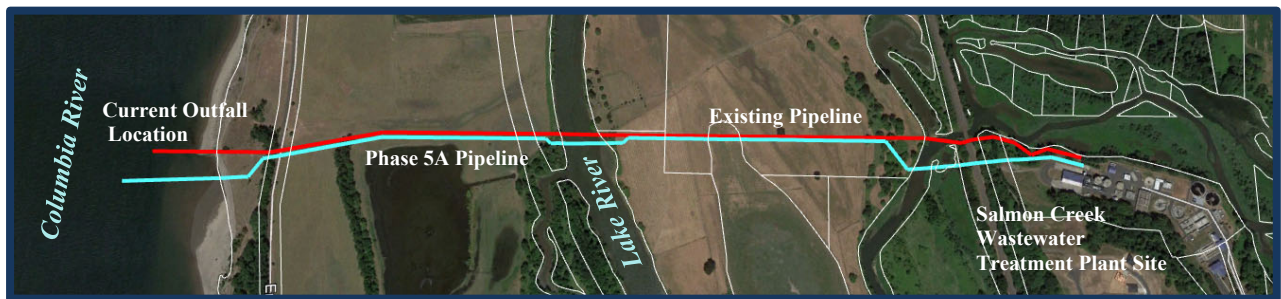 Columbia River
Current Outfall
Location
Phase 5A Pipeline
Lake River
Existing Pipeline
Salmon Creek
Wastewater
Treatment Plant Site
E